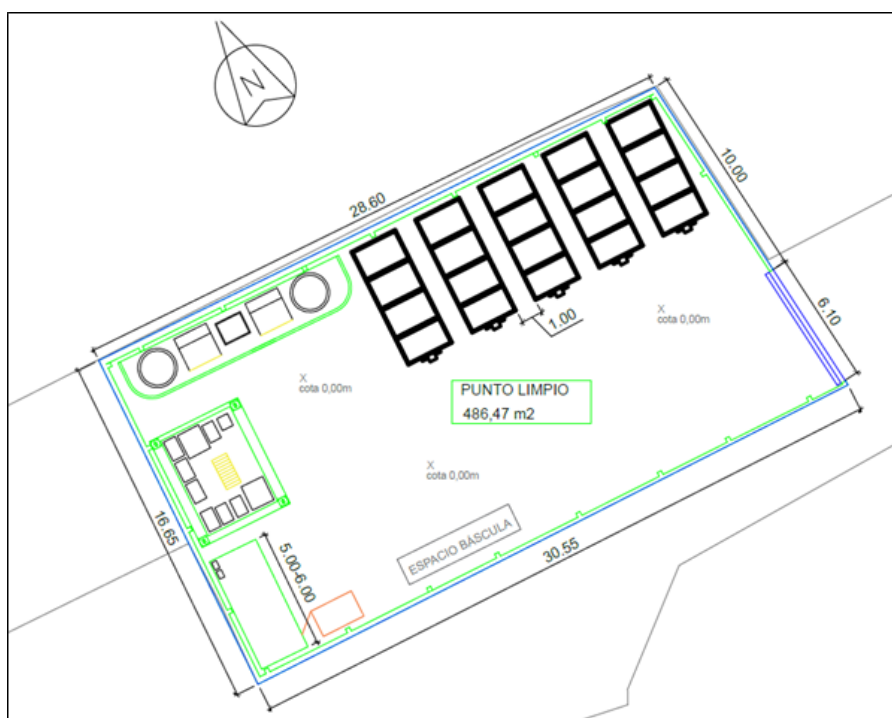 N
28.60
10.00
1.00
X
cota 0,00m
6.10
X
cota 0,00m
PUNTO LIMPIO
486,47 m2
X
cota 0,00m
16.65
5.00-6.00
ESPACIO BÁSCULA
30.55